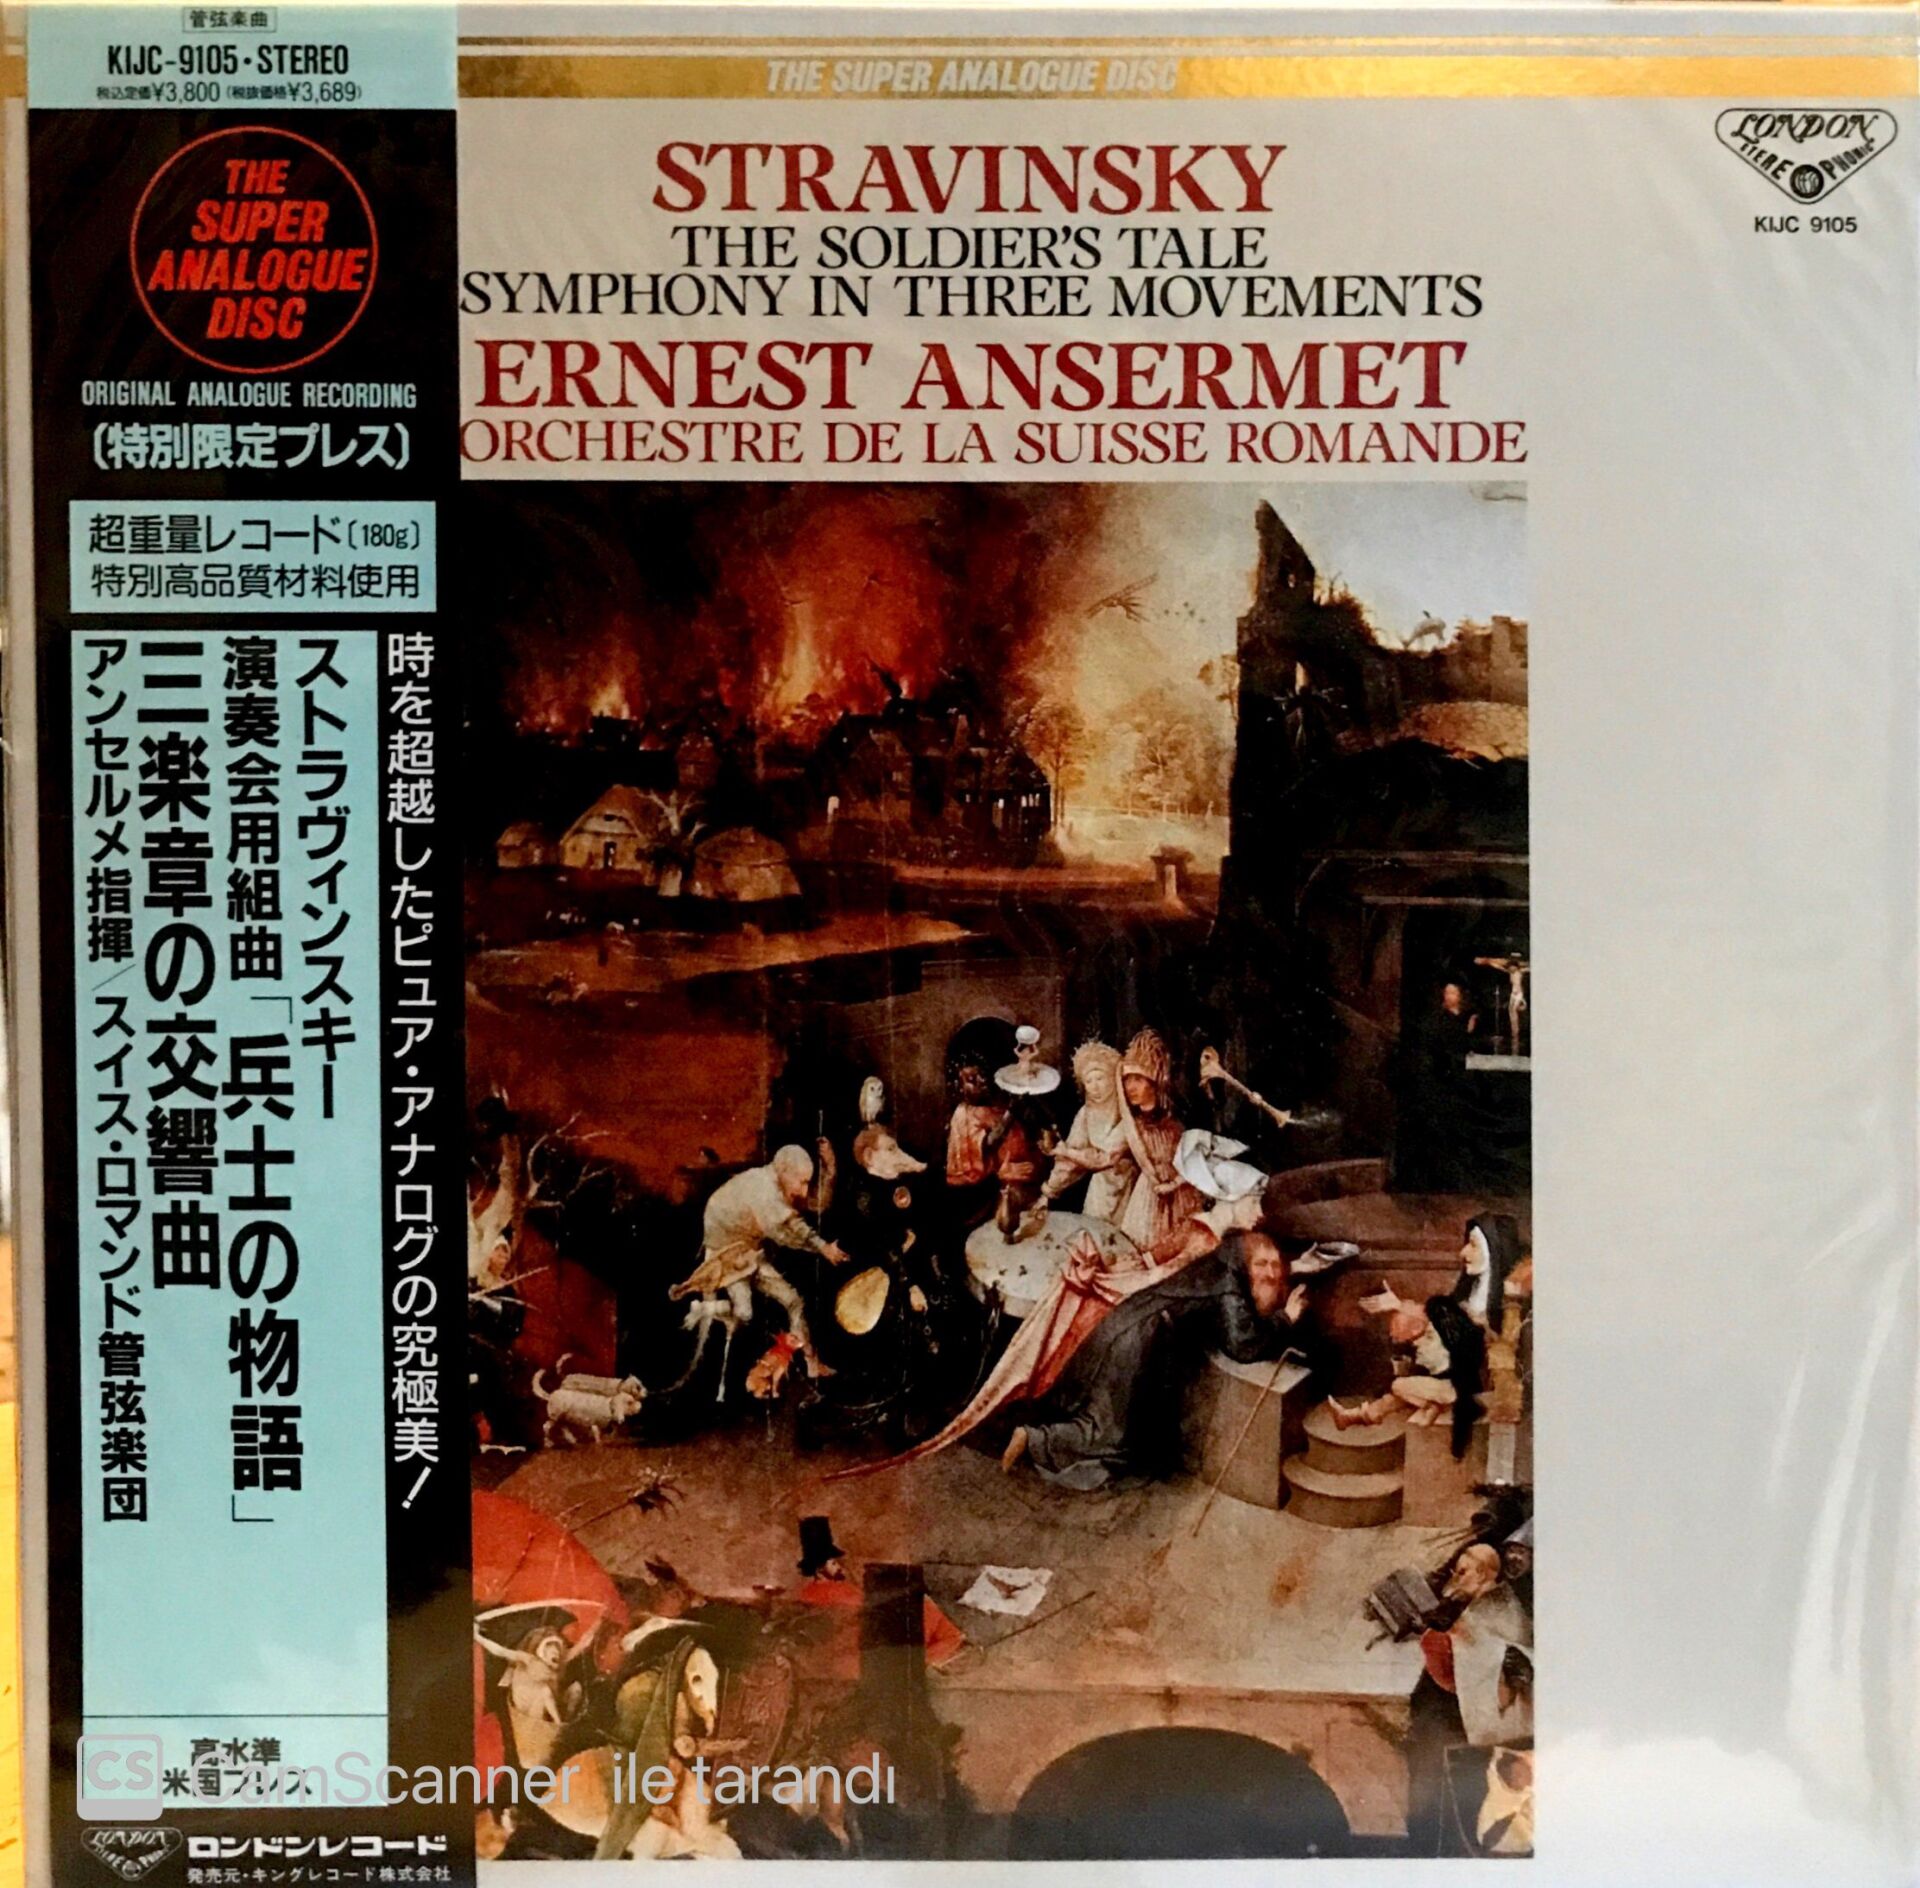 管弦楽曲
KIJC-9105・STEREO
税込定価¥3,800(税抜価格¥3,689)
THE
SUPER
ANALOGUE
DISC
ORIGINAL ANALOGUE RECORDING
〔特別限定プレス〕
超重量レコード〔180g〕
特別高品質材料使用
時を超越したピュア・アナログの究極美!
ストラヴィンスキー
演奏会用組曲「兵士の物語」
三楽章の交響曲
アンセルメ指揮/スイス・ロマンド管弦楽団
高水準
米国プレス
LONDON
ロンドンレコード
発売元・キングレコード株式会社
THE SUPER ANALOGUE DISC
STRAVINSKY
THE SOLDIER'S TALE
SYMPHONY IN THREE MOVEMENTS
ERNEST ANSERMET
ORCHESTRE DE LA SUISSE ROMANDE
LONDON
STEREOPHONIC
KIJC 9105
CS CamScanner ile tarandı